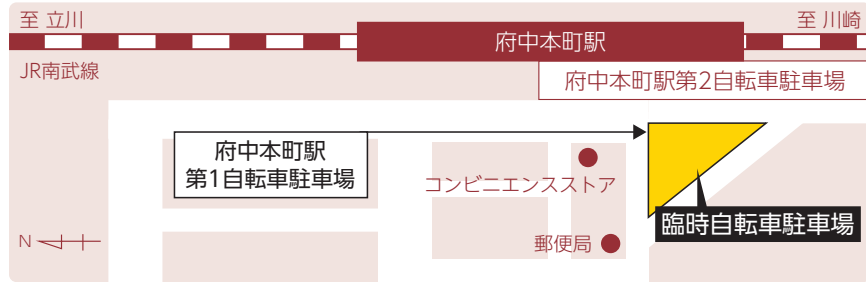 至 立川
至 川崎
府中本町駅
JR南武線
府中本町駅第2自転車駐車場
府中本町駅
第1自転車駐車場
コンビニエンスストア
臨時自転車駐車場
N
郵便局